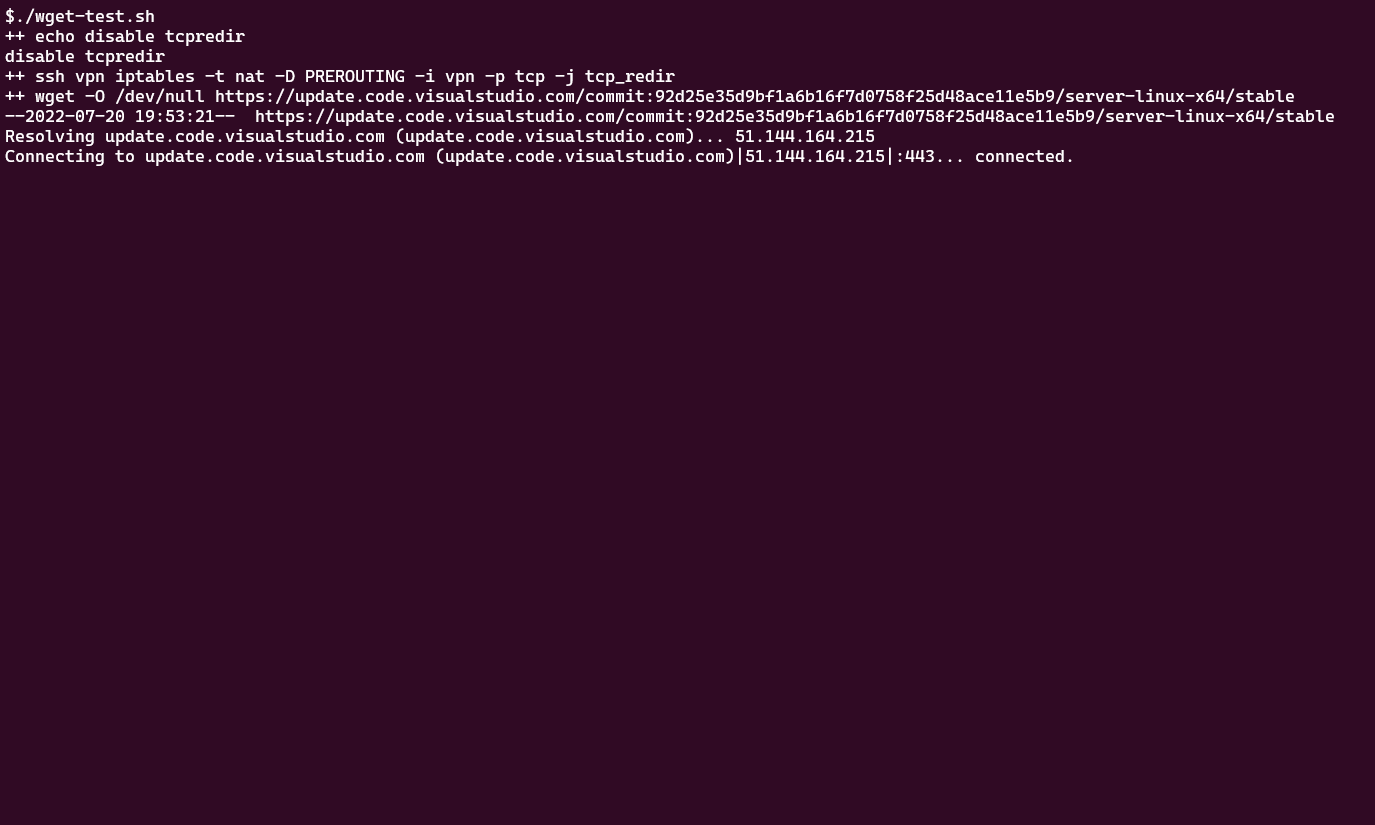 $./wget-test.sh
++ echo disable tcpredir
disable tcpredir
++ ssh vpn iptables -t nat -D PREROUTING -i vpn -p tcp -j tcp_redir
++ wget -O /dev/null https://update.code.visualstudio.com/commit:92d25e35d9bf1a6b16f7d0758f25d48ace11e5b9/server-linux-x64/stable
--2022-07-20 19:53:21--  https://update.code.visualstudio.com/commit:92d25e35d9bf1a6b16f7d0758f25d48ace11e5b9/server-linux-x64/stable
Resolving update.code.visualstudio.com (update.code.visualstudio.com)... 51.144.164.215
Connecting to update.code.visualstudio.com (update.code.visualstudio.com)|51.144.164.215|:443... connected.